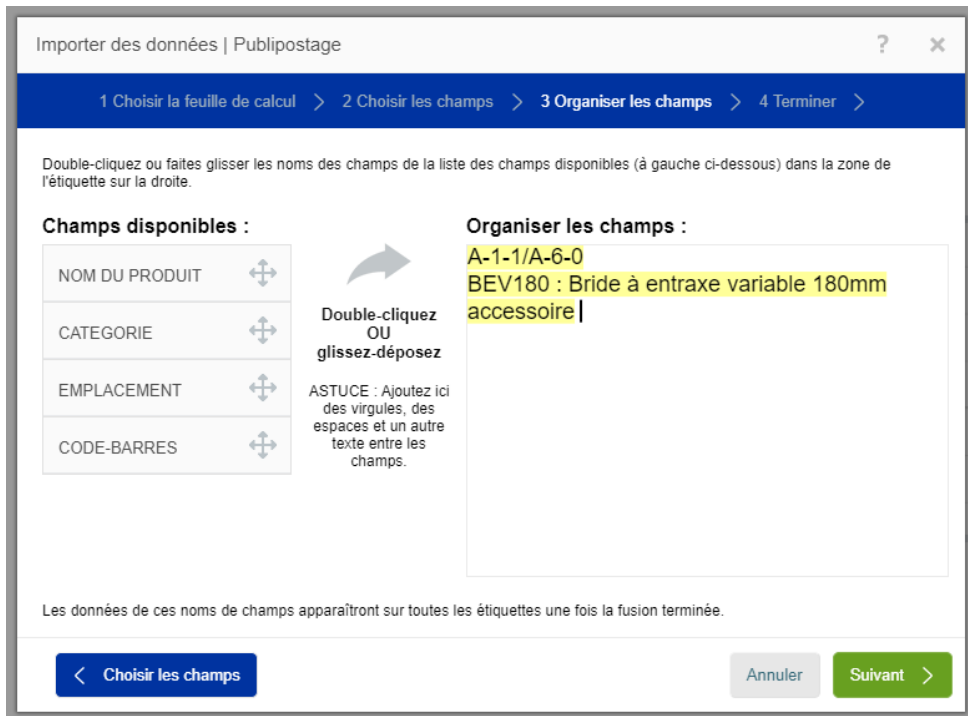 Importer des données | Publipostage
? ×
1 Choisir la feuille de calcul > 2 Choisir les champs > 3 Organiser les champs > 4 Terminer >
Double-cliquez ou faites glisser les noms des champs de la liste des champs disponibles (à gauche ci-dessous) dans la zone de
l'étiquette sur la droite.
Champs disponibles :
NOM DU PRODUIT
CATEGORIE
EMPLACEMENT
CODE-BARRES
Double-cliquez
OU
glissez-déposez
ASTUCE : Ajoutez ici
des virgules, des
espaces et un autre
texte entre les
champs.
Organiser les champs :
A-1-1/A-6-0
BEV180 : Bride à entraxe variable 180mm
accessoire
Les données de ces noms de champs apparaîtront sur toutes les étiquettes une fois la fusion terminée.
< Choisir les champs
Annuler
Suivant >